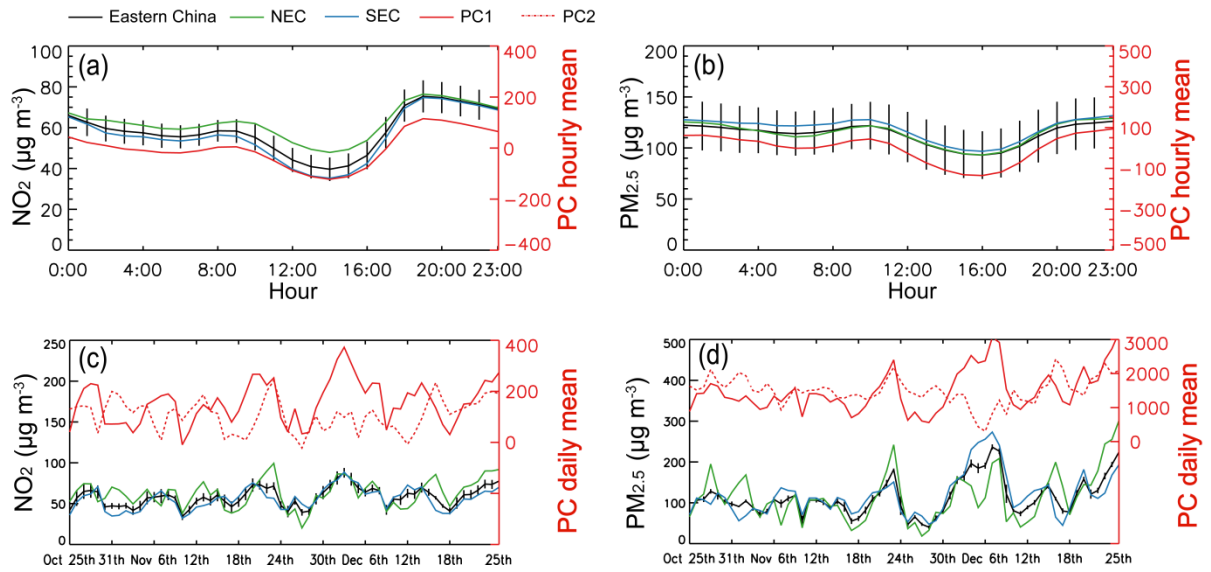 Eastern China NEC SEC PC1 PC2
(a)
NO2 (μg m-3)
100
80
60
40
20
0
400
200
0
−200
−400
PC hourly mean
0:00 4:00 8:00 12:00 16:00 20:00 23:00
Hour
(b)
PM2.5 (μg m-3)
200
150
100
50
0
500
300
100
−100
−300
−500
PC hourly mean
0:00 4:00 8:00 12:00 16:00 20:00 23:00
Hour
(c)
NO2 (μg m-3)
250
200
150
100
50
0
400
200
0
PC daily mean
Oct 25th 31th Nov 6th 12th 18th 24th 30th Dec 6th 12th 18th 25th
(d)
PM2.5 (μg m-3)
500
400
300
200
100
0
3000
2000
1000
0
PC daily mean
Oct 25th 31th Nov 6th 12th 18th 24th 30th Dec 6th 12th 18th 25th